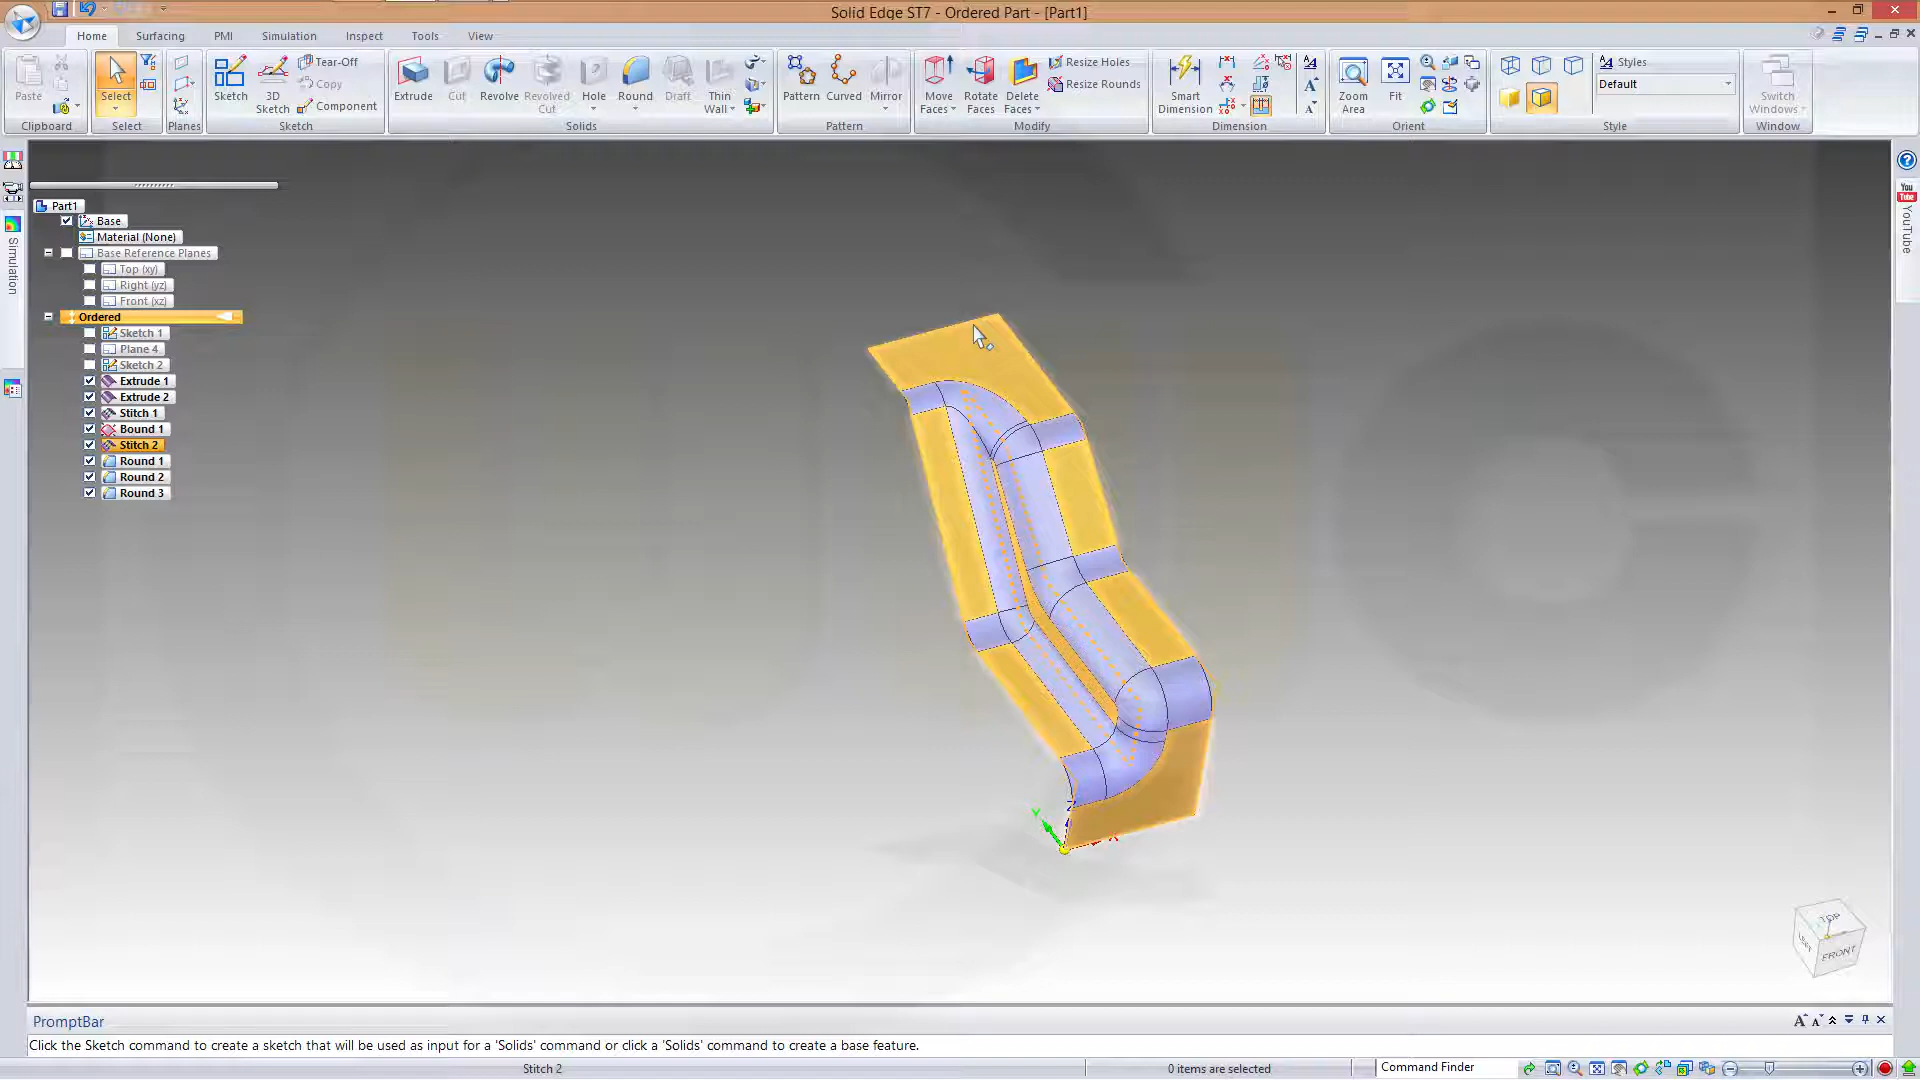 Solid Edge ST7 - Ordered Part - [Part1]
Home Surfacing PMI Simulation Inspect Tools View
Paste
Clipboard
Select
Select
Planes
Sketch
3D Sketch
Tear-Off
Copy
Component
Sketch
Extrude
Cut
Revolve
Revolved Cut
Hole
Round
Draft
Thin Wall
Solids
Pattern
Curved
Mirror
Pattern
Move Faces
Rotate Faces
Delete Faces
Resize Holes
Resize Rounds
Modify
Smart Dimension
Dimension
Zoom Area
Fit
Orient
Styles
Default
Style
Switch Windows
Window
Simulation
YouTube
Part1
Base
Material (None)
Base Reference Planes
Top (xy)
Right (yz)
Front (xz)
Ordered
Sketch 1
Plane 4
Sketch 2
Extrude 1
Extrude 2
Stitch 1
Bound 1
Stitch 2
Round 1
Round 2
Round 3
Y
Z
X
TOP
LEFT
FRONT
PromptBar
Click the Sketch command to create a sketch that will be used as input for a 'Solids' command or click a 'Solids' command to create a base feature.
Stitch 2
0 items are selected
Command Finder